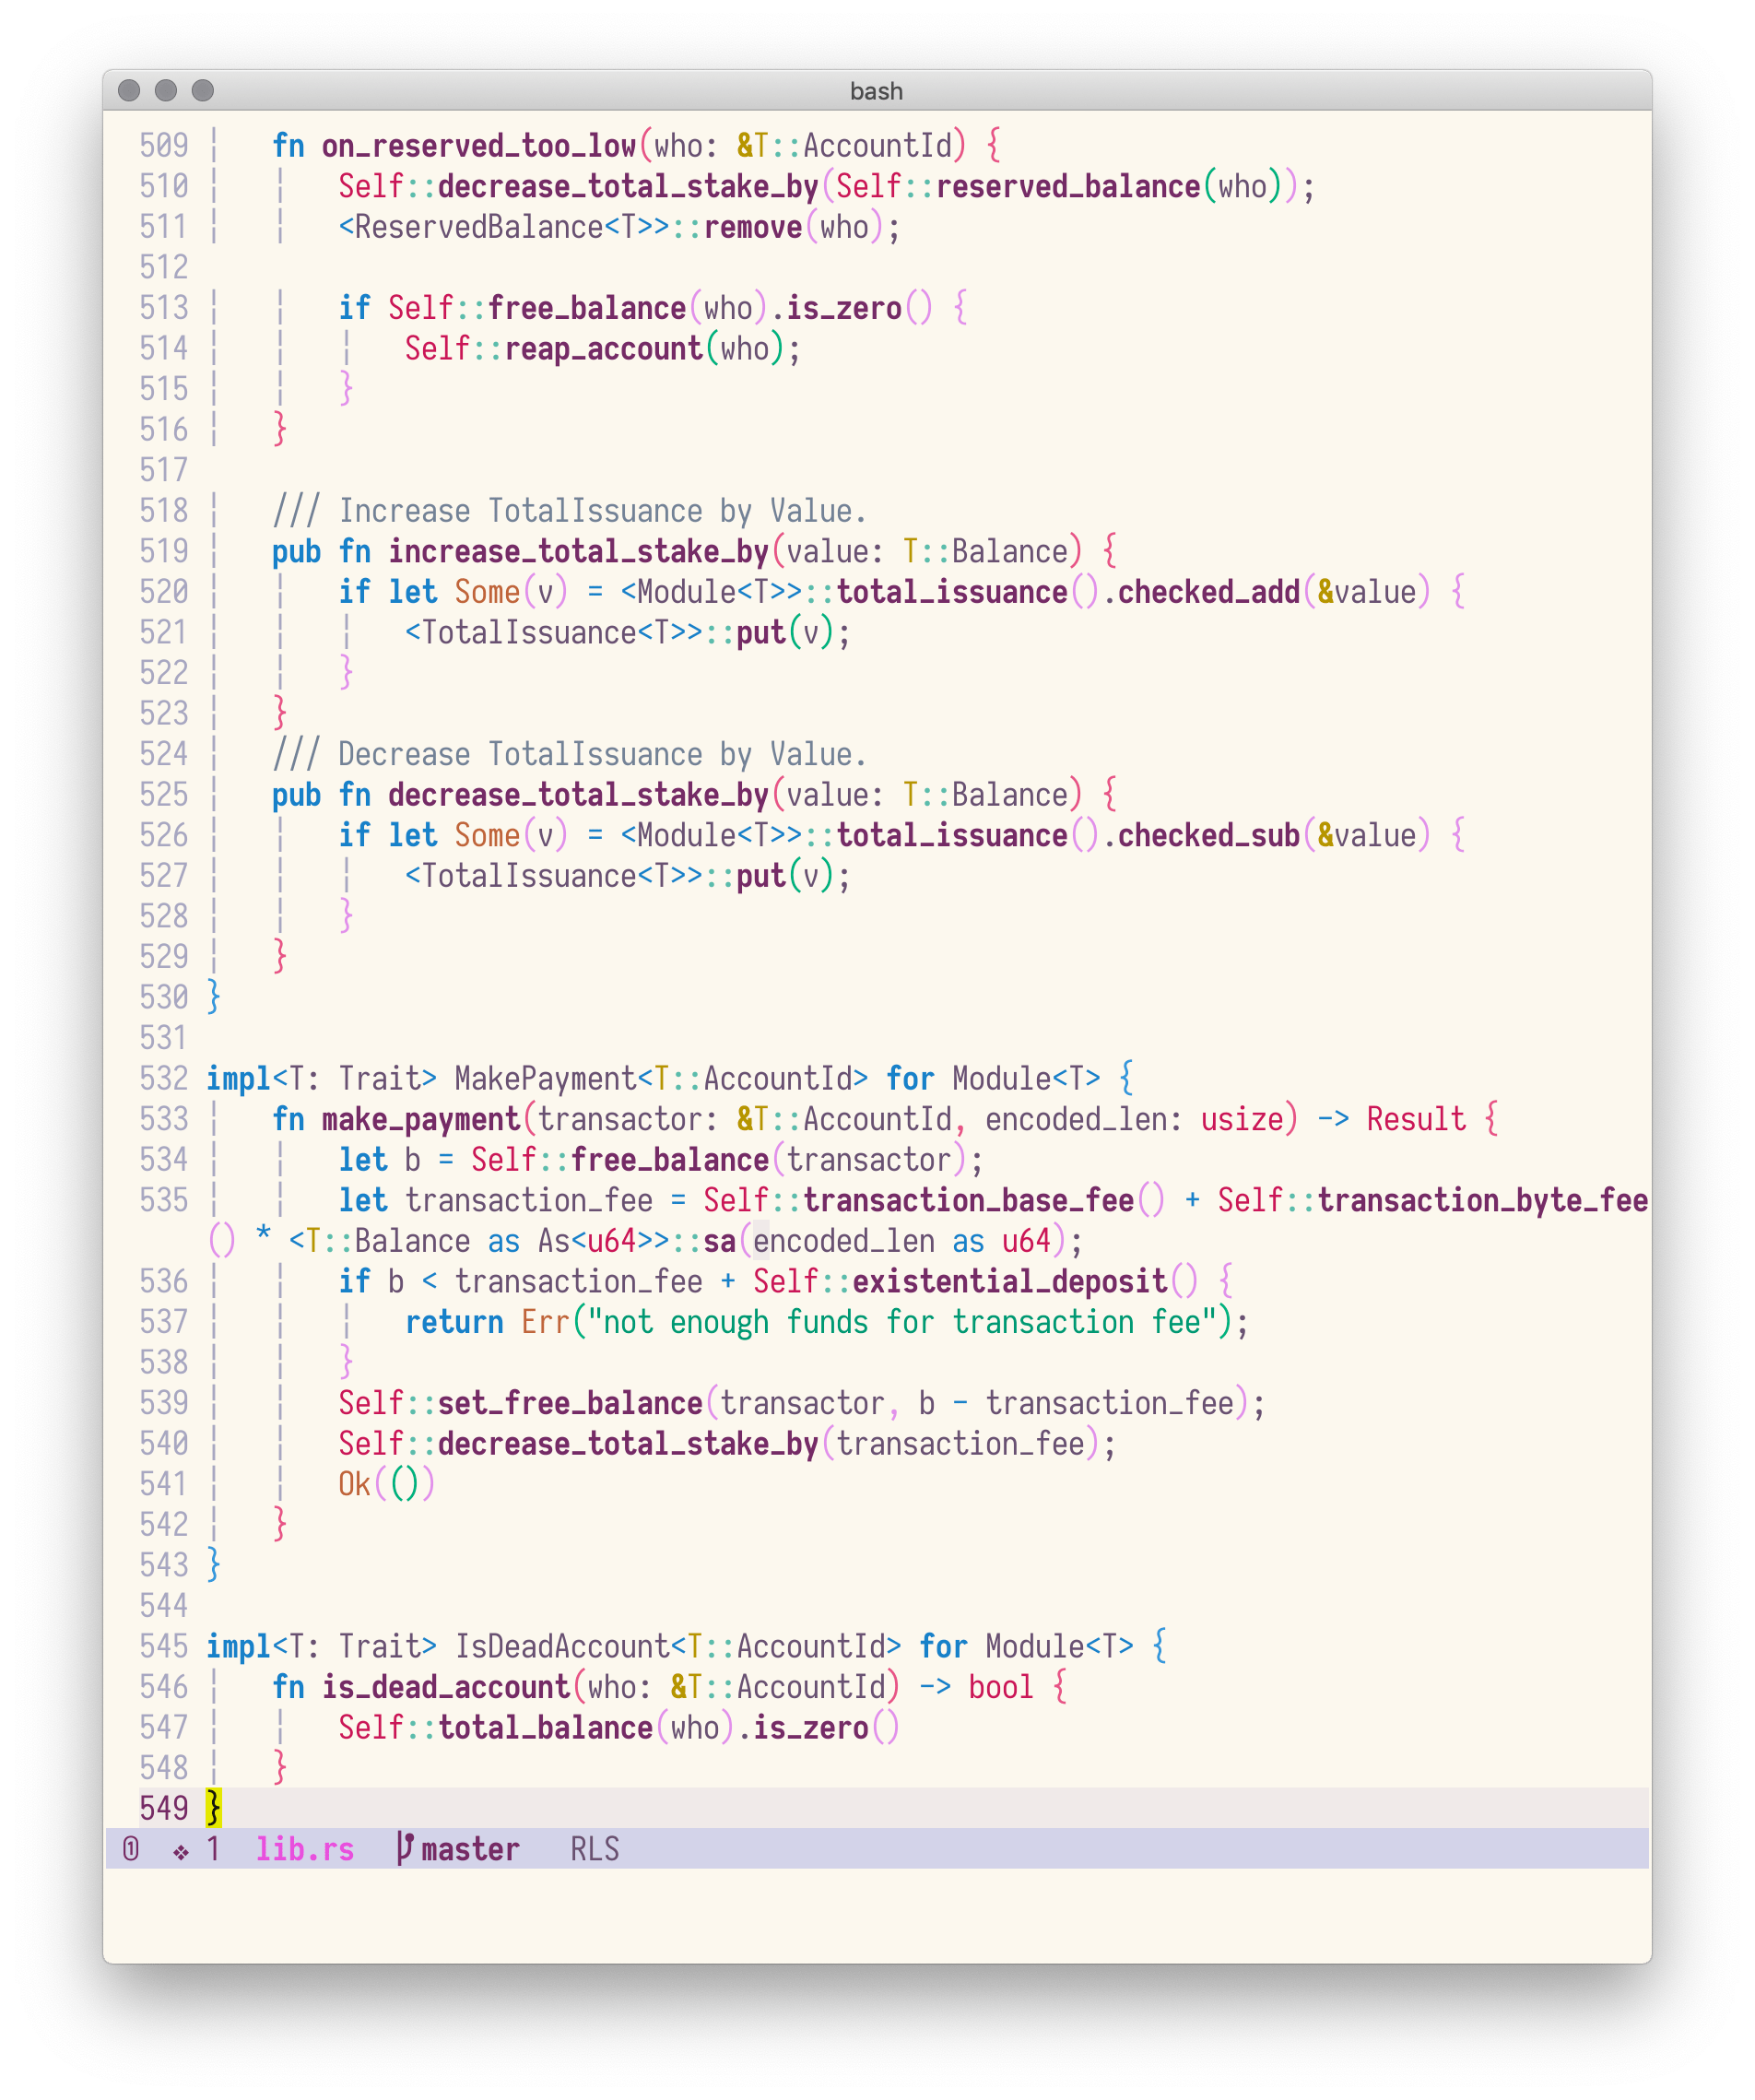 bash
509 fn on_reserved_too_low(who: &T::AccountId) {
510 Self::decrease_total_stake_by(Self::reserved_balance(who));
511 <ReservedBalance<T>>::remove(who);
512
513 if Self::free_balance(who).is_zero() {
514 Self::reap_account(who);
515 }
516 }
517
518 /// Increase TotalIssuance by Value.
519 pub fn increase_total_stake_by(value: T::Balance) {
520 if let Some(v) = <Module<T>>::total_issuance().checked_add(&value) {
521 <TotalIssuance<T>>::put(v);
522 }
523 }
524 /// Decrease TotalIssuance by Value.
525 pub fn decrease_total_stake_by(value: T::Balance) {
526 if let Some(v) = <Module<T>>::total_issuance().checked_sub(&value) {
527 <TotalIssuance<T>>::put(v);
528 }
529 }
530 }
531
532 impl<T: Trait> MakePayment<T::AccountId> for Module<T> {
533 fn make_payment(transactor: &T::AccountId, encoded_len: usize) -> Result {
534 let b = Self::free_balance(transactor);
535 let transaction_fee = Self::transaction_base_fee() + Self::transaction_byte_fee
() * <T::Balance as As<u64>>::sa(encoded_len as u64);
536 if b < transaction_fee + Self::existential_deposit() {
537 return Err("not enough funds for transaction fee");
538 }
539 Self::set_free_balance(transactor, b - transaction_fee);
540 Self::decrease_total_stake_by(transaction_fee);
541 Ok(())
542 }
543 }
544
545 impl<T: Trait> IsDeadAccount<T::AccountId> for Module<T> {
546 fn is_dead_account(who: &T::AccountId) -> bool {
547 Self::total_balance(who).is_zero()
548 }
549 }
① ❖ 1 lib.rs master RLS